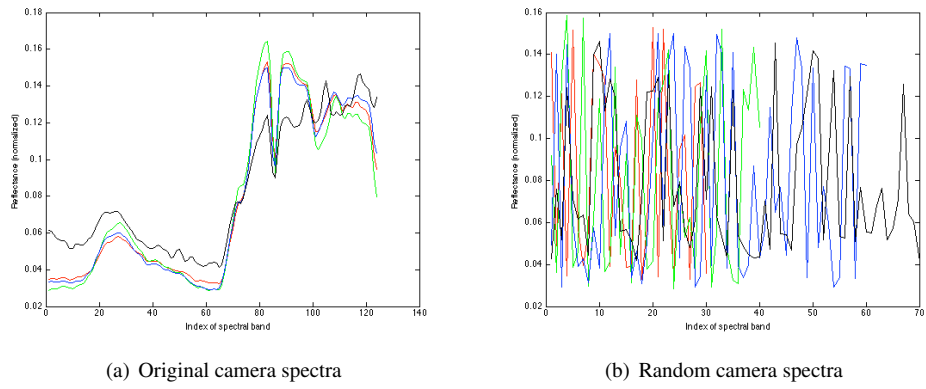 0.18
0.16
0.14
0.12
0.1
0.08
0.06
0.04
0.02
Reflectance (normalized)
0 20 40 60 80 100 120 140
Index of spectral band
(a) Original camera spectra
0.16
0.14
0.12
0.1
0.08
0.06
0.04
0.02
Reflectance (normalized)
0 10 20 30 40 50 60 70
Index of spectral band
(b) Random camera spectra